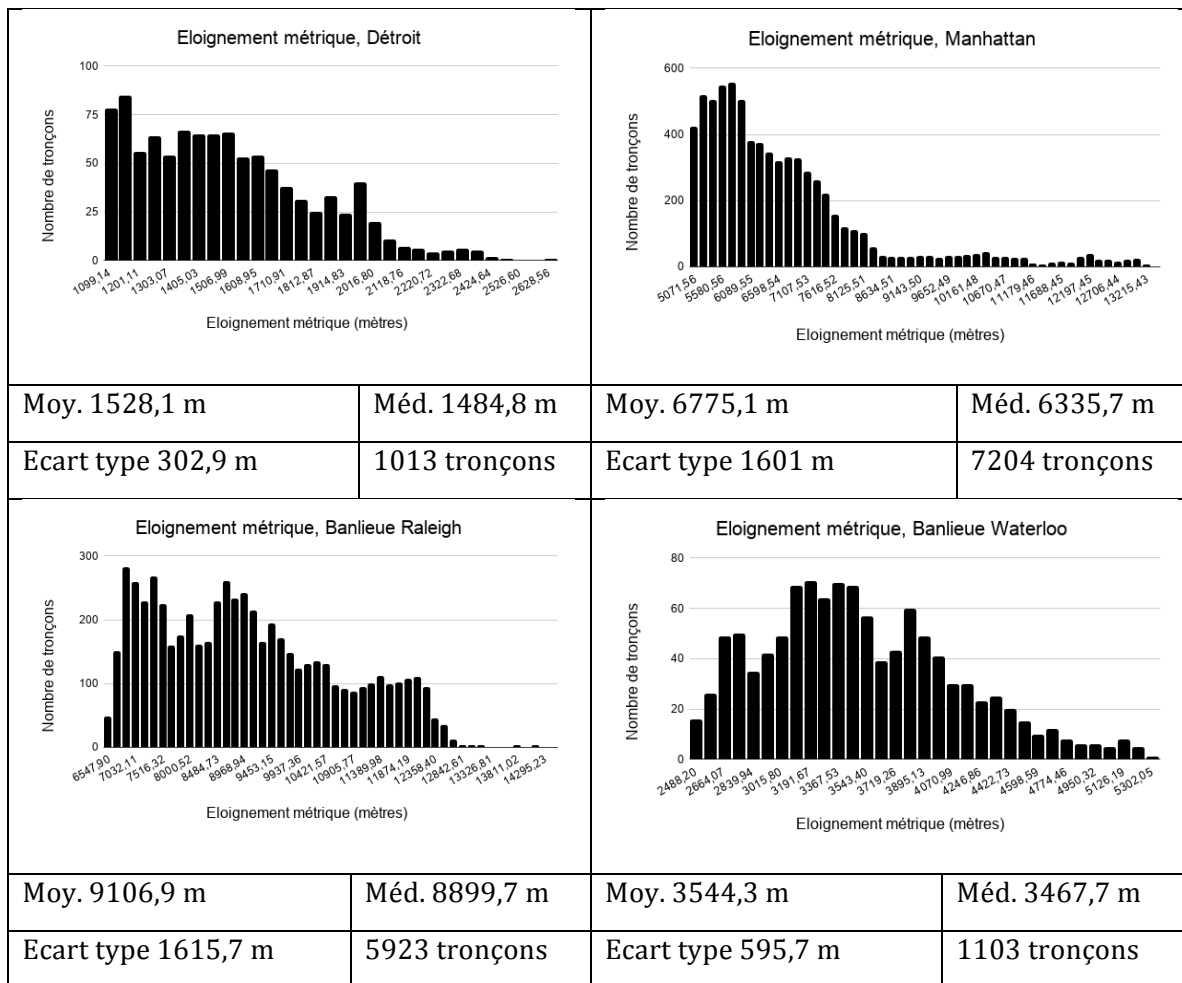 Eloignement métrique, Détroit
Nombre de tronçons
100
75
50
25
0
1099,14 1201,11 1303,07 1405,03 1506,99 1608,95 1710,91 1812,87 1914,83 2016,80 2118,76 2220,72 2322,68 2424,64 2526,60 2628,56
Eloignement métrique (mètres)
Eloignement métrique, Manhattan
Nombre de tronçons
600
400
200
0
5071,56 5580,56 6089,55 6598,54 7107,53 7616,52 8125,51 8634,51 9143,50 9652,49 10161,48 10670,47 11179,46 11688,45 12197,45 12706,44 13215,43
Eloignement métrique (mètres)
Moy. 1528,1 m Méd. 1484,8 m Moy. 6775,1 m Méd. 6335,7 m
Ecart type 302,9 m 1013 tronçons Ecart type 1601 m 7204 tronçons
Eloignement métrique, Banlieue Raleigh
Nombre de tronçons
300
200
100
0
6547,90 7032,11 7516,32 8000,52 8484,73 8968,94 9453,15 9937,36 10421,57 10905,77 11389,98 11874,19 12358,40 12842,61 13326,81 13811,02 14295,23
Eloignement métrique (mètres)
Eloignement métrique, Banlieue Waterloo
Nombre de tronçons
80
60
40
20
0
2488,20 2664,07 2839,94 3015,80 3191,67 3367,53 3543,40 3719,26 3895,13 4070,99 4246,86 4422,73 4598,59 4774,46 4950,32 5126,19 5302,05
Eloignement métrique (mètres)
Moy. 9106,9 m Méd. 8899,7 m Moy. 3544,3 m Méd. 3467,7 m
Ecart type 1615,7 m 5923 tronçons Ecart type 595,7 m 1103 tronçons